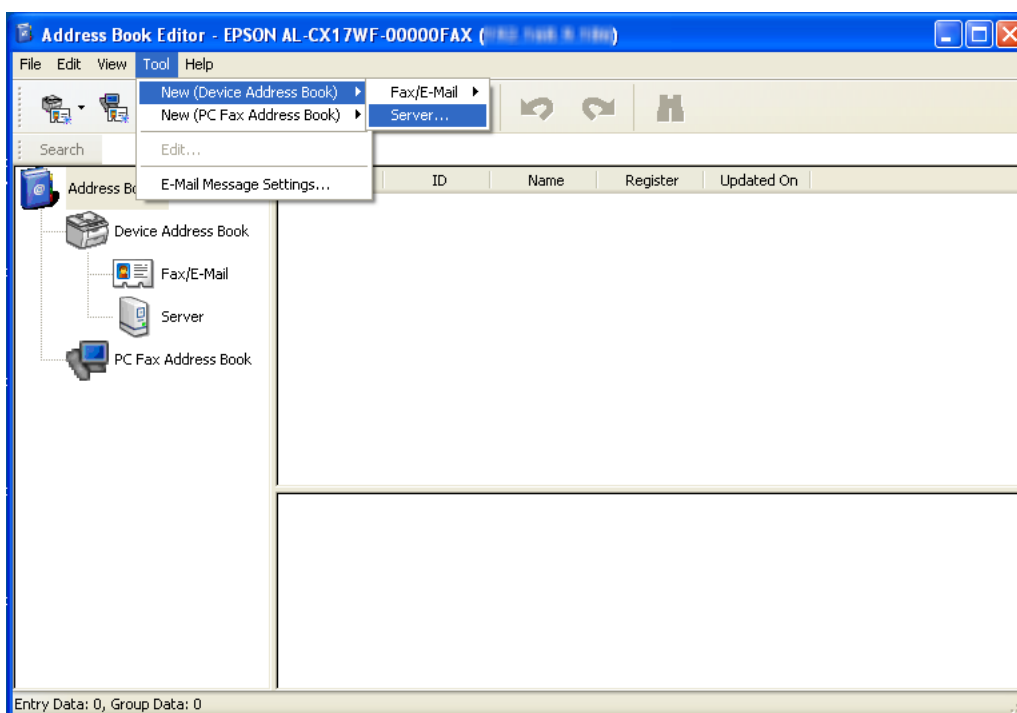 Address Book Editor - EPSON AL-CX17WF-00000FAX ( )
File Edit View Tool Help
New (Device Address Book) Fax/E-Mail
New (PC Fax Address Book) Server...
Search Edit...
E-Mail Message Settings...
ID Name Register Updated On
Address
Device Address Book
Fax/E-Mail
Server
PC Fax Address Book
Entry Data: 0, Group Data: 0